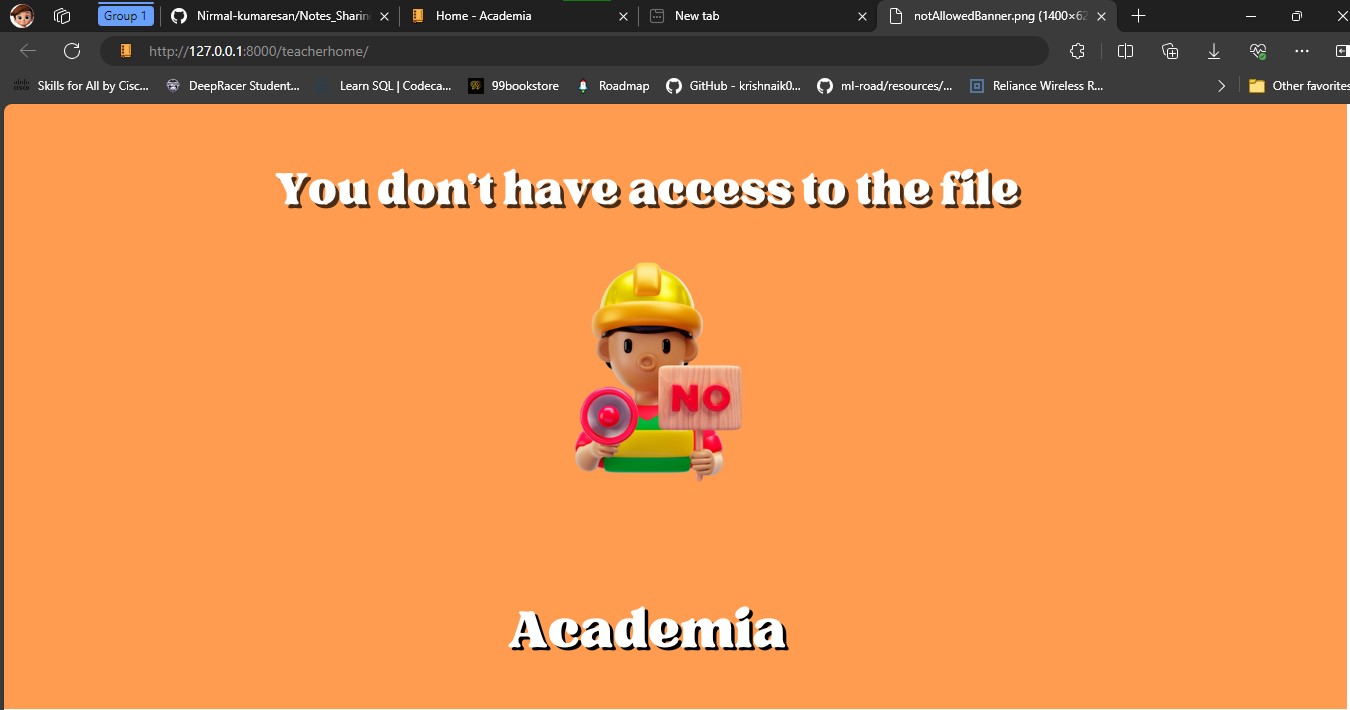 Group 1
Nirmal-kumaresan/Notes_Sharin
Home - Academia
New tab
notAllowedBanner.png (1400×62
http://127.0.0.1:8000/teacherhome/
Skills for All by Cisc...
DeepRacer Student...
Learn SQL | Codeca...
99bookstore
Roadmap
GitHub - krishnaik0...
ml-road/resources/...
Reliance Wireless R...
Other favorites
You don't have access to the file
NO
Academia